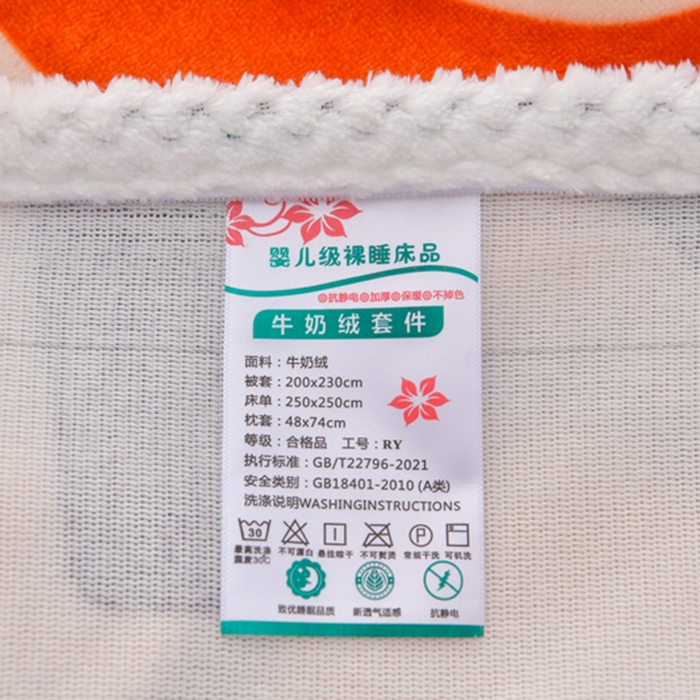 婴儿级裸睡床品
◎抗静电◎加厚◎保暖◎不掉色
牛奶绒套件
面料：牛奶绒
被套：200x230cm
床单：250x250cm
枕套：48x74cm
等级：合格品 工号：RY
执行标准：GB/T22796-2021
安全类别：GB18401-2010 (A类)
洗涤说明WASHINGINSTRUCTIONS
30 P
最高洗涤温度30C 不可漂白 悬挂晾干 不可熨烫 常规干洗 可机洗
致优睡眠品质 新透气适感 抗静电